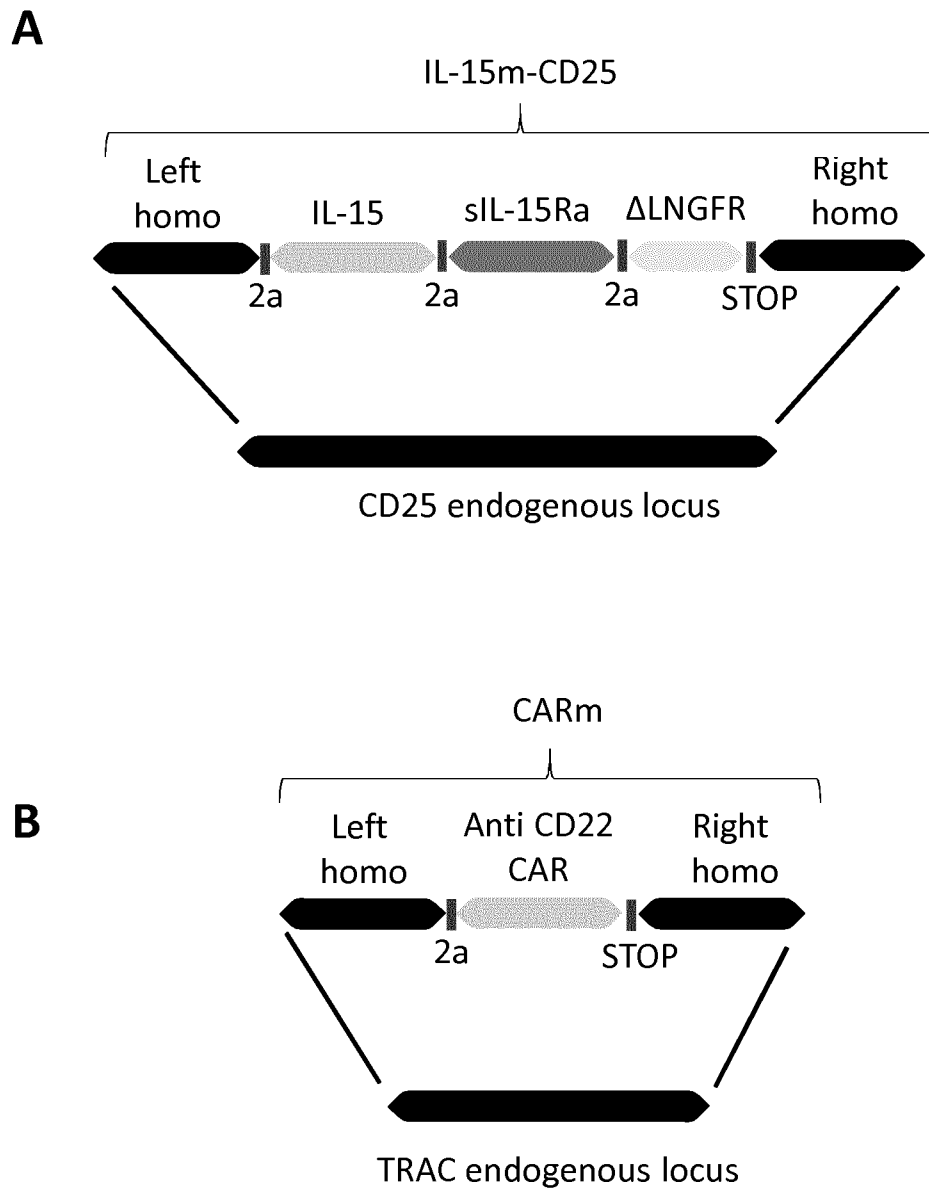 A
IL-15m-CD25
Left
homo
IL-15
sIL-15Ra
ΔLNGFR
Right
homo
2a
2a
2a
STOP
CD25 endogenous locus
CARm
B
Left
homo
Anti CD22
CAR
Right
homo
2a
STOP
TRAC endogenous locus